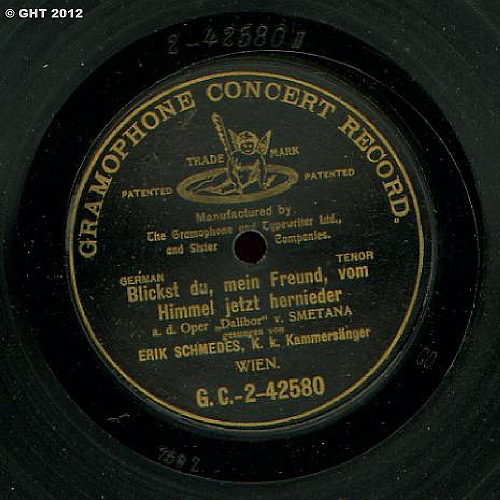 © GHT 2012
2-42580 II
GRAMOPHONE CONCERT RECORD.
TRADE MARK
PATENTED PATENTED
Manufactured by
The Gramophone and Typewriter Ltd.,
and Sister Companies.
GERMAN TENOR
Blickst du, mein Freund, vom
Himmel jetzt hernieder
a. d. Oper „Dalibor" v. SMETANA
gesungen von
ERIK SCHMEDES, K. k. Kammersänger
WIEN.
G. C.-2-42580